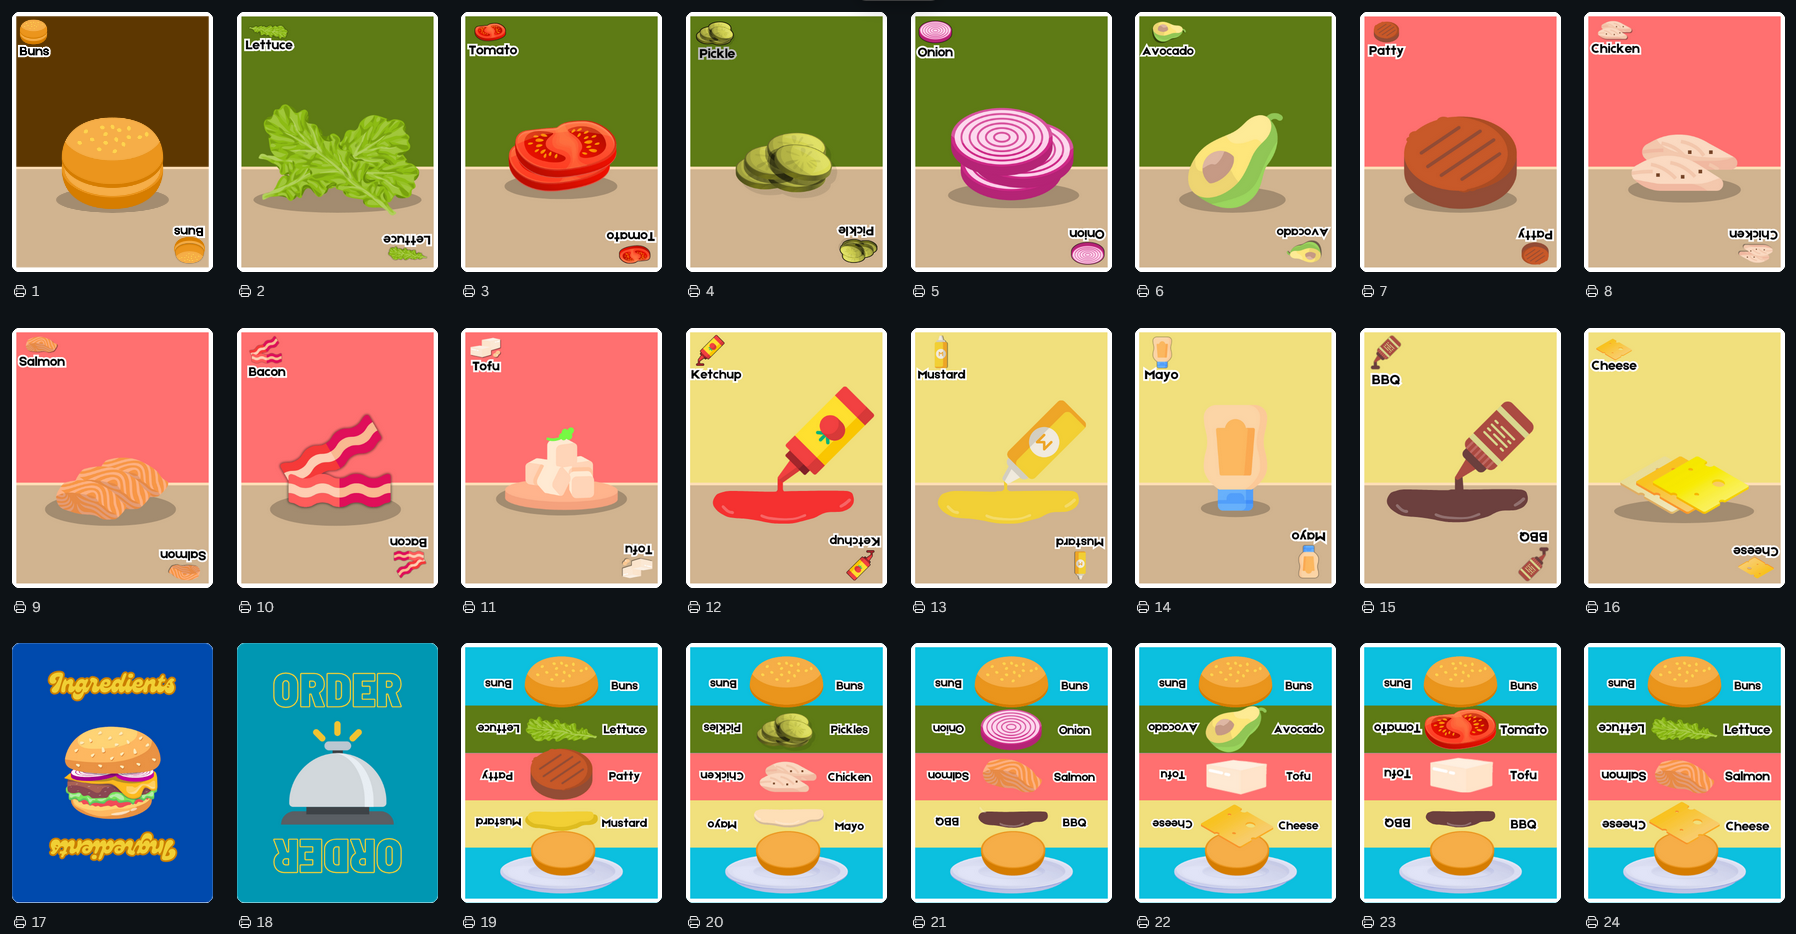 Buns
Buns
1
Lettuce
Lettuce
2
Tomato
Tomato
3
Pickle
Pickle
4
Onion
Onion
5
Avocado
Avocado
6
Patty
Patty
7
Chicken
Chicken
8
Salmon
Salmon
9
Bacon
Bacon
10
Tofu
Tofu
11
Ketchup
Ketchup
12
Mustard
M
Mustard
13
Mayo
Mayo
14
BBQ
BBQ
15
Cheese
Cheese
16
Ingredients
Ingredients
17
ORDER
ORDER
18
Buns Buns
Lettuce Lettuce
Patty Patty
Mustard Mustard
19
Buns Buns
Pickles Pickles
Chicken Chicken
Mayo Mayo
20
Buns Buns
Onion Onion
Salmon Salmon
BBQ BBQ
21
Buns Buns
Avocado Avocado
Tofu Tofu
Cheese Cheese
22
Buns Buns
Tomato Tomato
Tofu Tofu
BBQ BBQ
23
Buns Buns
Lettuce Lettuce
Salmon Salmon
Cheese Cheese
24